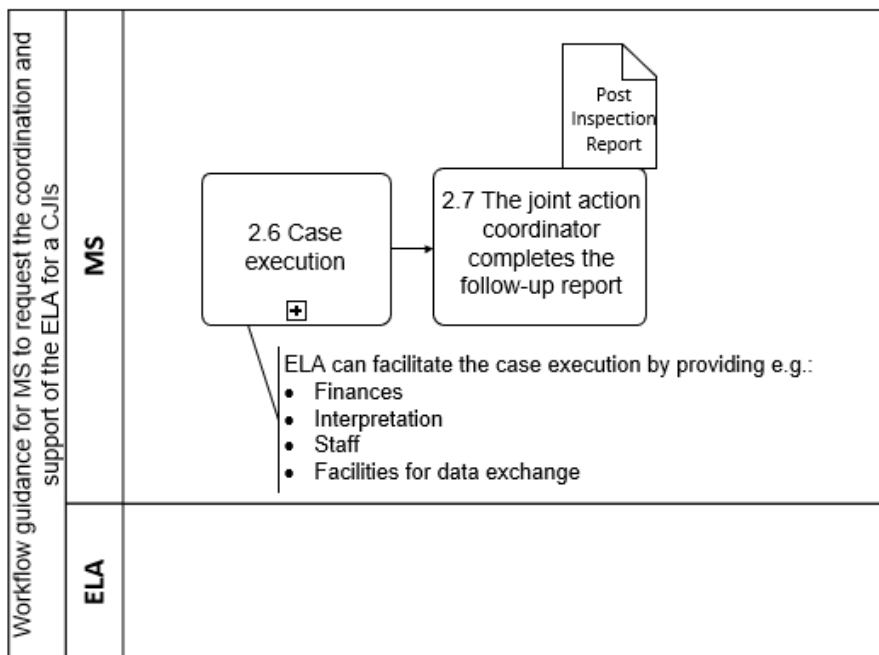 Workflow guidance for MS to request the coordination and
support of the ELA for a CJIs
MS
Post
Inspection
Report
2.6 Case
execution
2.7 The joint action
coordinator
completes the
follow-up report
ELA can facilitate the case execution by providing e.g.:
• Finances
• Interpretation
• Staff
• Facilities for data exchange
ELA